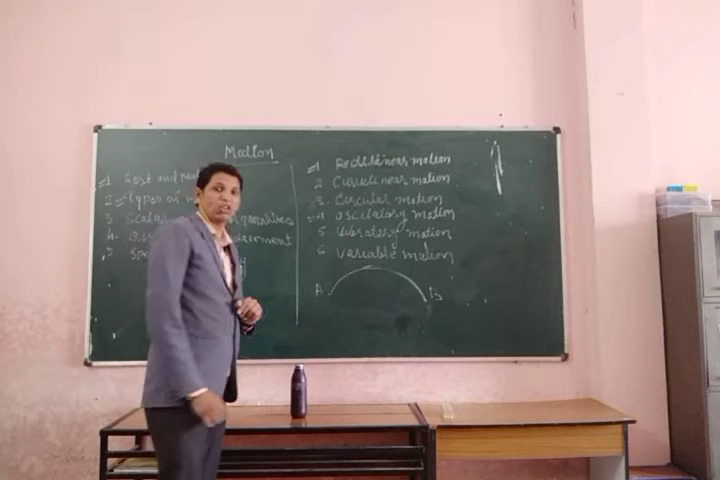 Motion
1 Rest and
2 Types of
3 Scalar quantities
4.
5
1 Rectilinear motion
2 Curvilinear motion
3. Circular motion
4 oscilatory motion
5. Vibratory motion
6 variable motion
A B